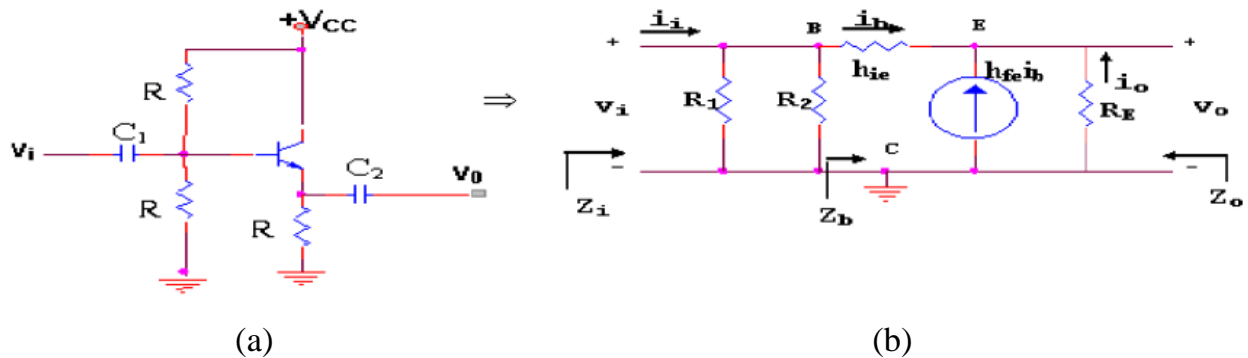 +VCC
R
C1
Vi
R
C2
V0
R
⇒
ii
ib
B
E
+
+
hie
hfeib
io
R1
R2
RE
vi
vo
C
-
-
Zi
Zb
Zo
(a)
(b)